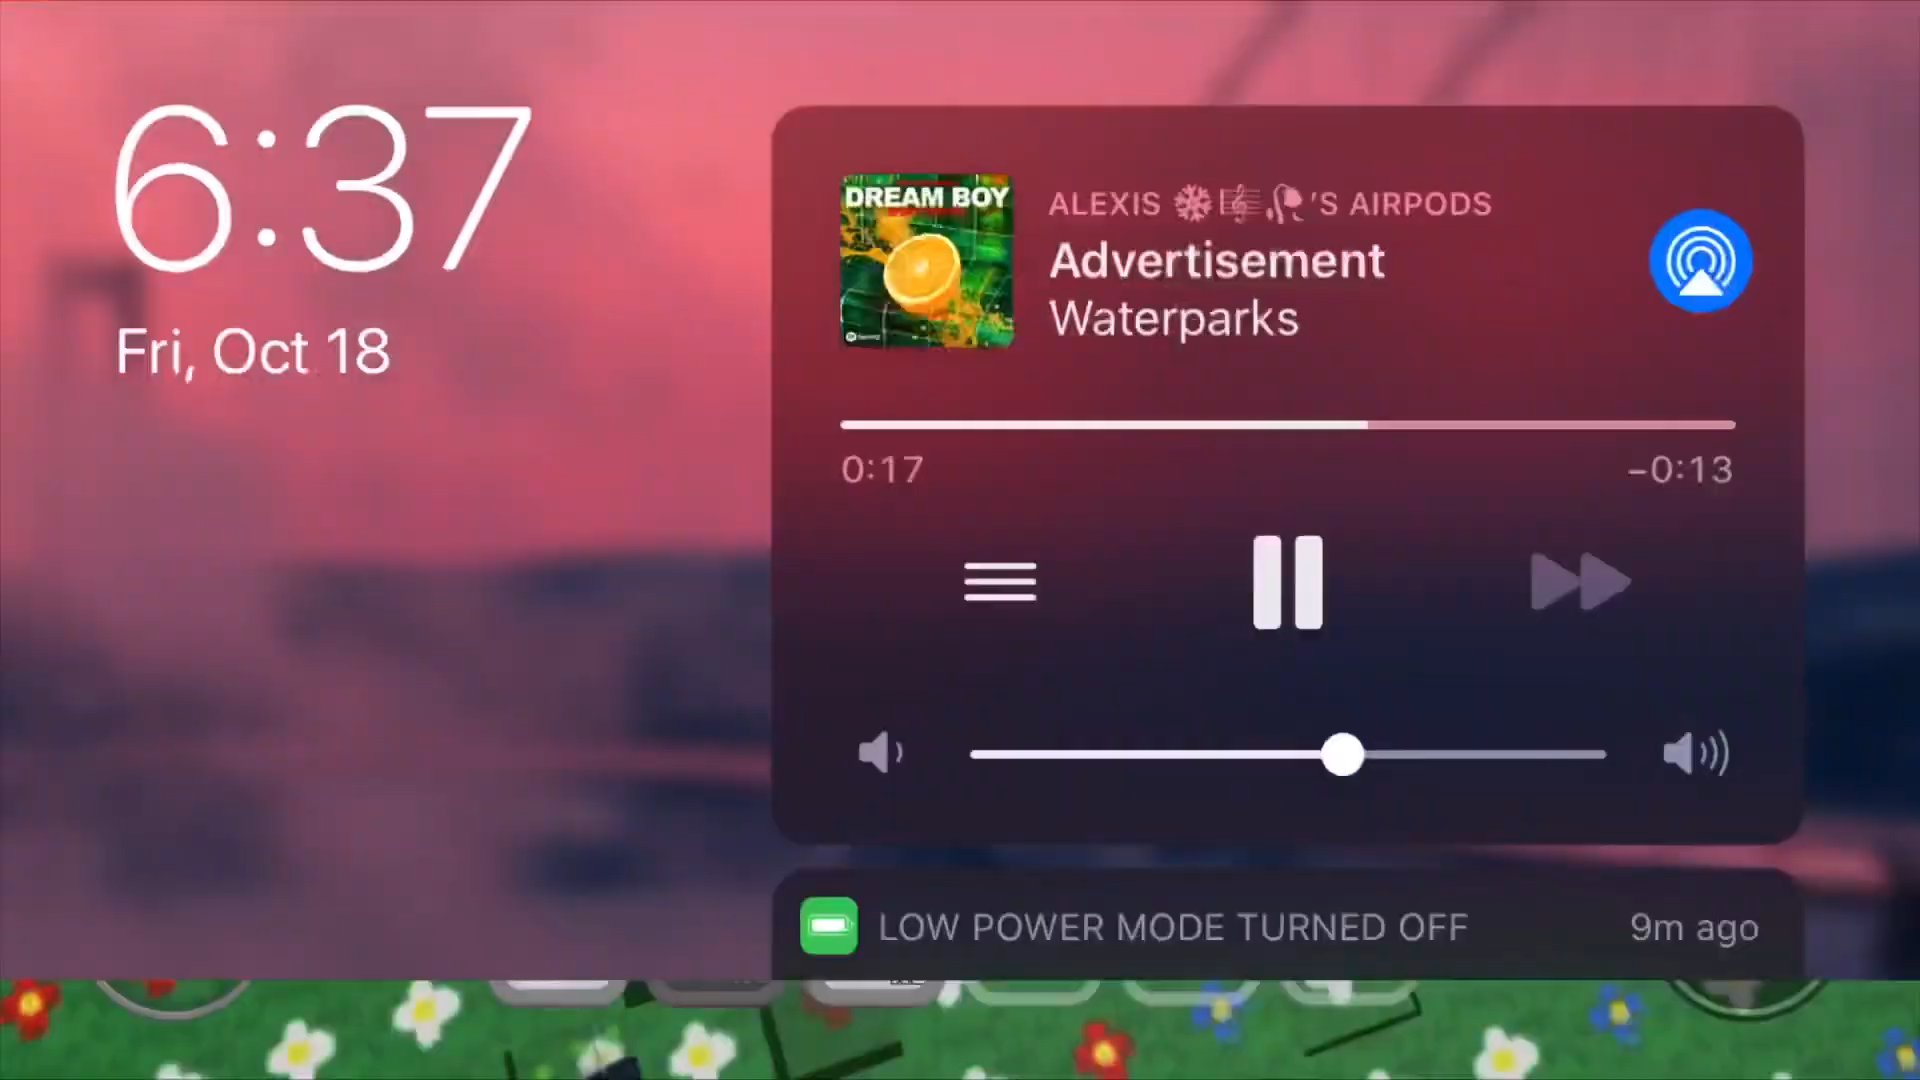 6:37
Fri, Oct 18
DREAM BOY
ALEXIS ❄️🎼🥀'S AIRPODS
Advertisement
Waterparks
0:17
−0:13
LOW POWER MODE TURNED OFF
9m ago